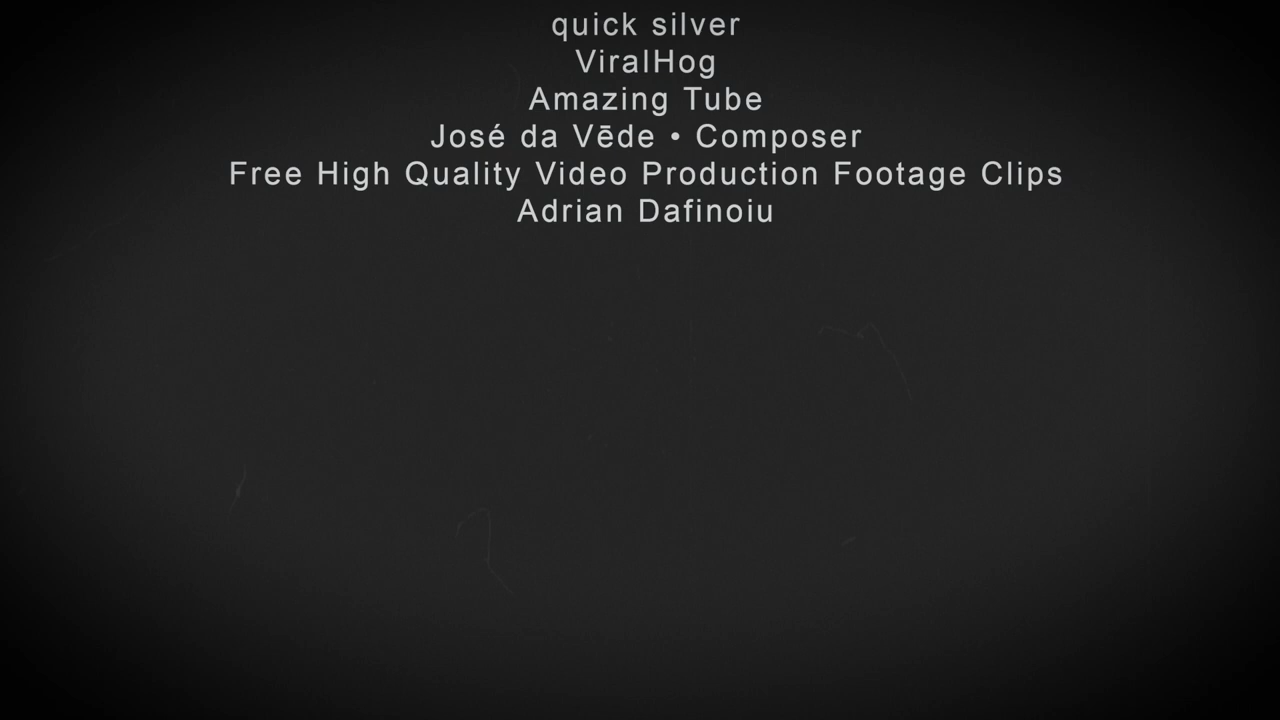 quick silver
ViralHog
Amazing Tube
José da Vēde • Composer
Free High Quality Video Production Footage Clips
Adrian Dafinoiu